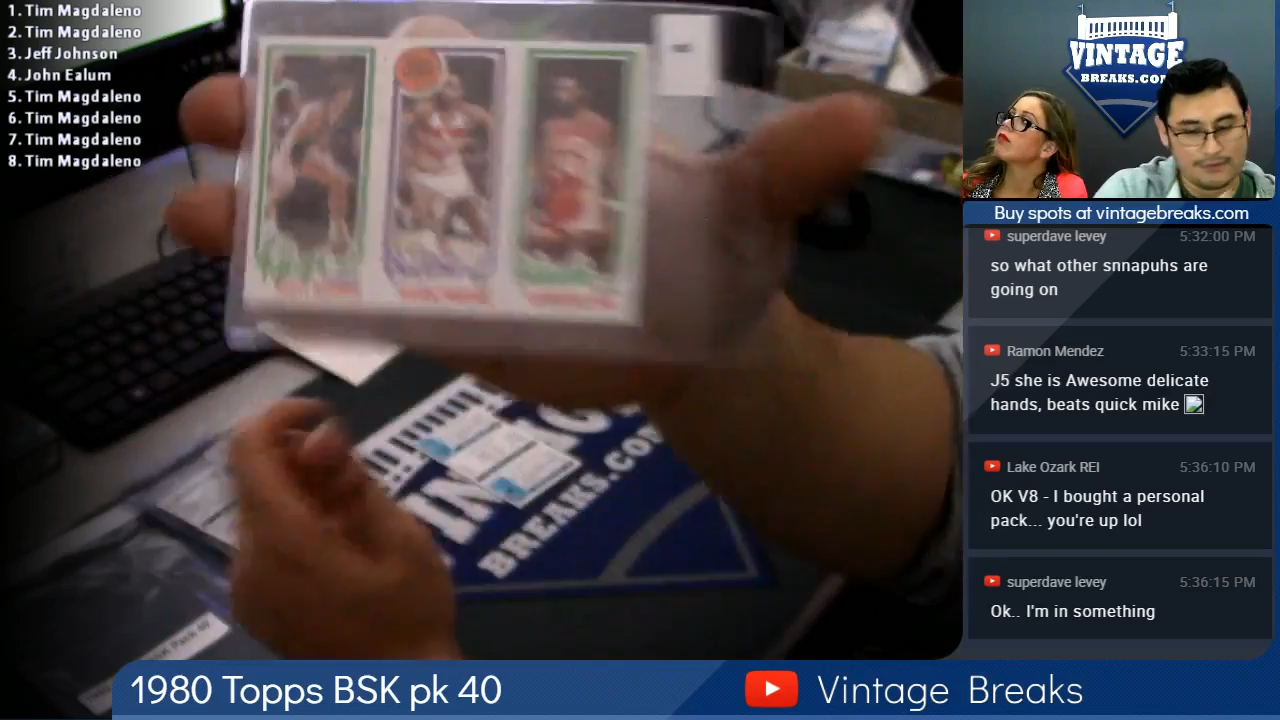 1. Tim Magdaleno
2. Tim Magdaleno
3. Jeff Johnson
4. John Ealum
5. Tim Magdaleno
6. Tim Magdaleno
7. Tim Magdaleno
8. Tim Magdaleno
VINTAGE
BREAKS.COM
Buy spots at vintagebreaks.com
superdave levey 5:32:00 PM
so what other snnapuhs are
going on
Ramon Mendez 5:33:15 PM
J5 she is Awesome delicate
hands, beats quick mike
Lake Ozark REI 5:36:10 PM
OK V8 - I bought a personal
pack... you're up lol
superdave levey 5:36:15 PM
Ok.. I'm in something
BREAKS.COM
1980 Topps BSK pk 40
Vintage Breaks